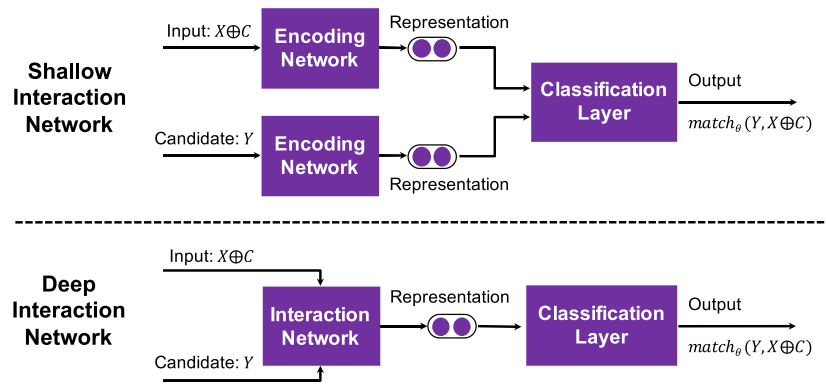 Shallow
Interaction
Network
Input: X⊕C
Encoding
Network
Representation
Candidate: Y
Encoding
Network
Representation
Classification
Layer
Output
match_θ(Y, X⊕C)
Deep
Interaction
Network
Input: X⊕C
Candidate: Y
Interaction
Network
Representation
Classification
Layer
Output
match_θ(Y, X⊕C)